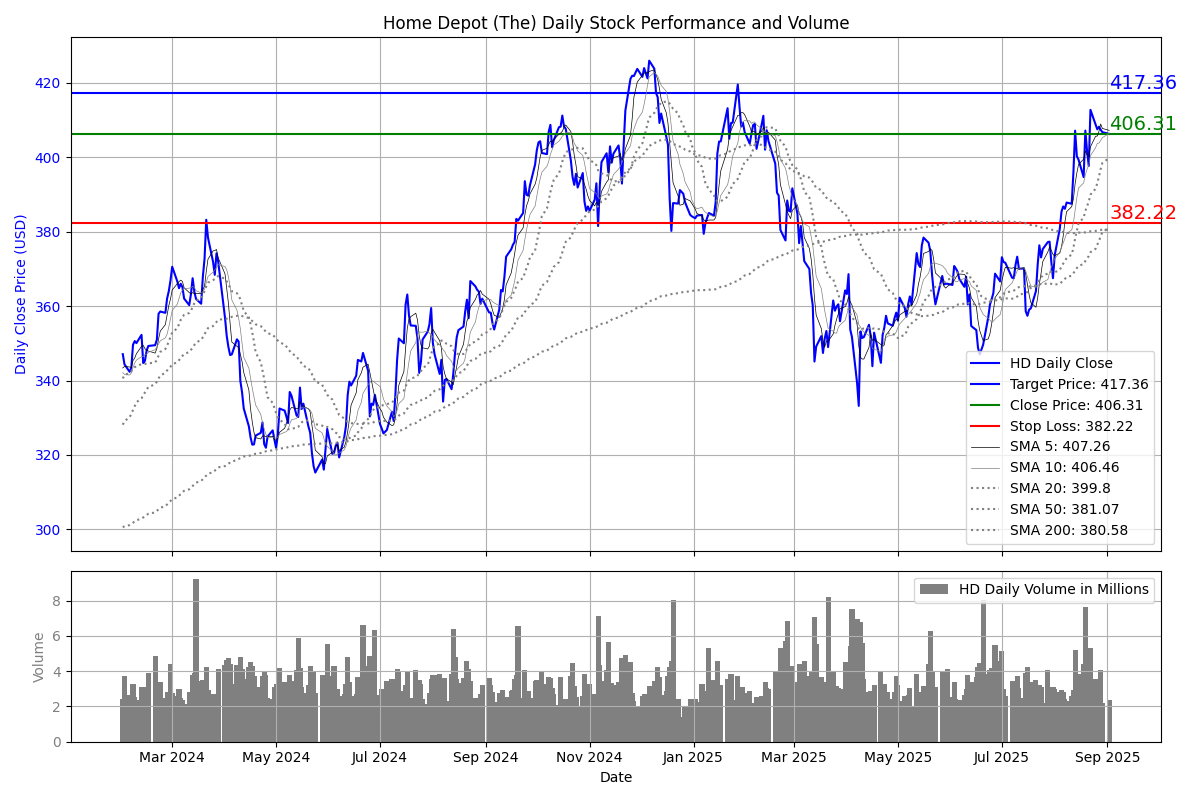 Home Depot (The) Daily Stock Performance and Volume
Daily Close Price (USD)
420
400
380
360
340
320
300
417.36
406.31
382.22
HD Daily Close
Target Price: 417.36
Close Price: 406.31
Stop Loss: 382.22
SMA 5: 407.26
SMA 10: 406.46
SMA 20: 399.8
SMA 50: 381.07
SMA 200: 380.58
Volume
8
6
4
2
0
HD Daily Volume in Millions
Mar 2024
May 2024
Jul 2024
Sep 2024
Nov 2024
Jan 2025
Mar 2025
May 2025
Jul 2025
Sep 2025
Date